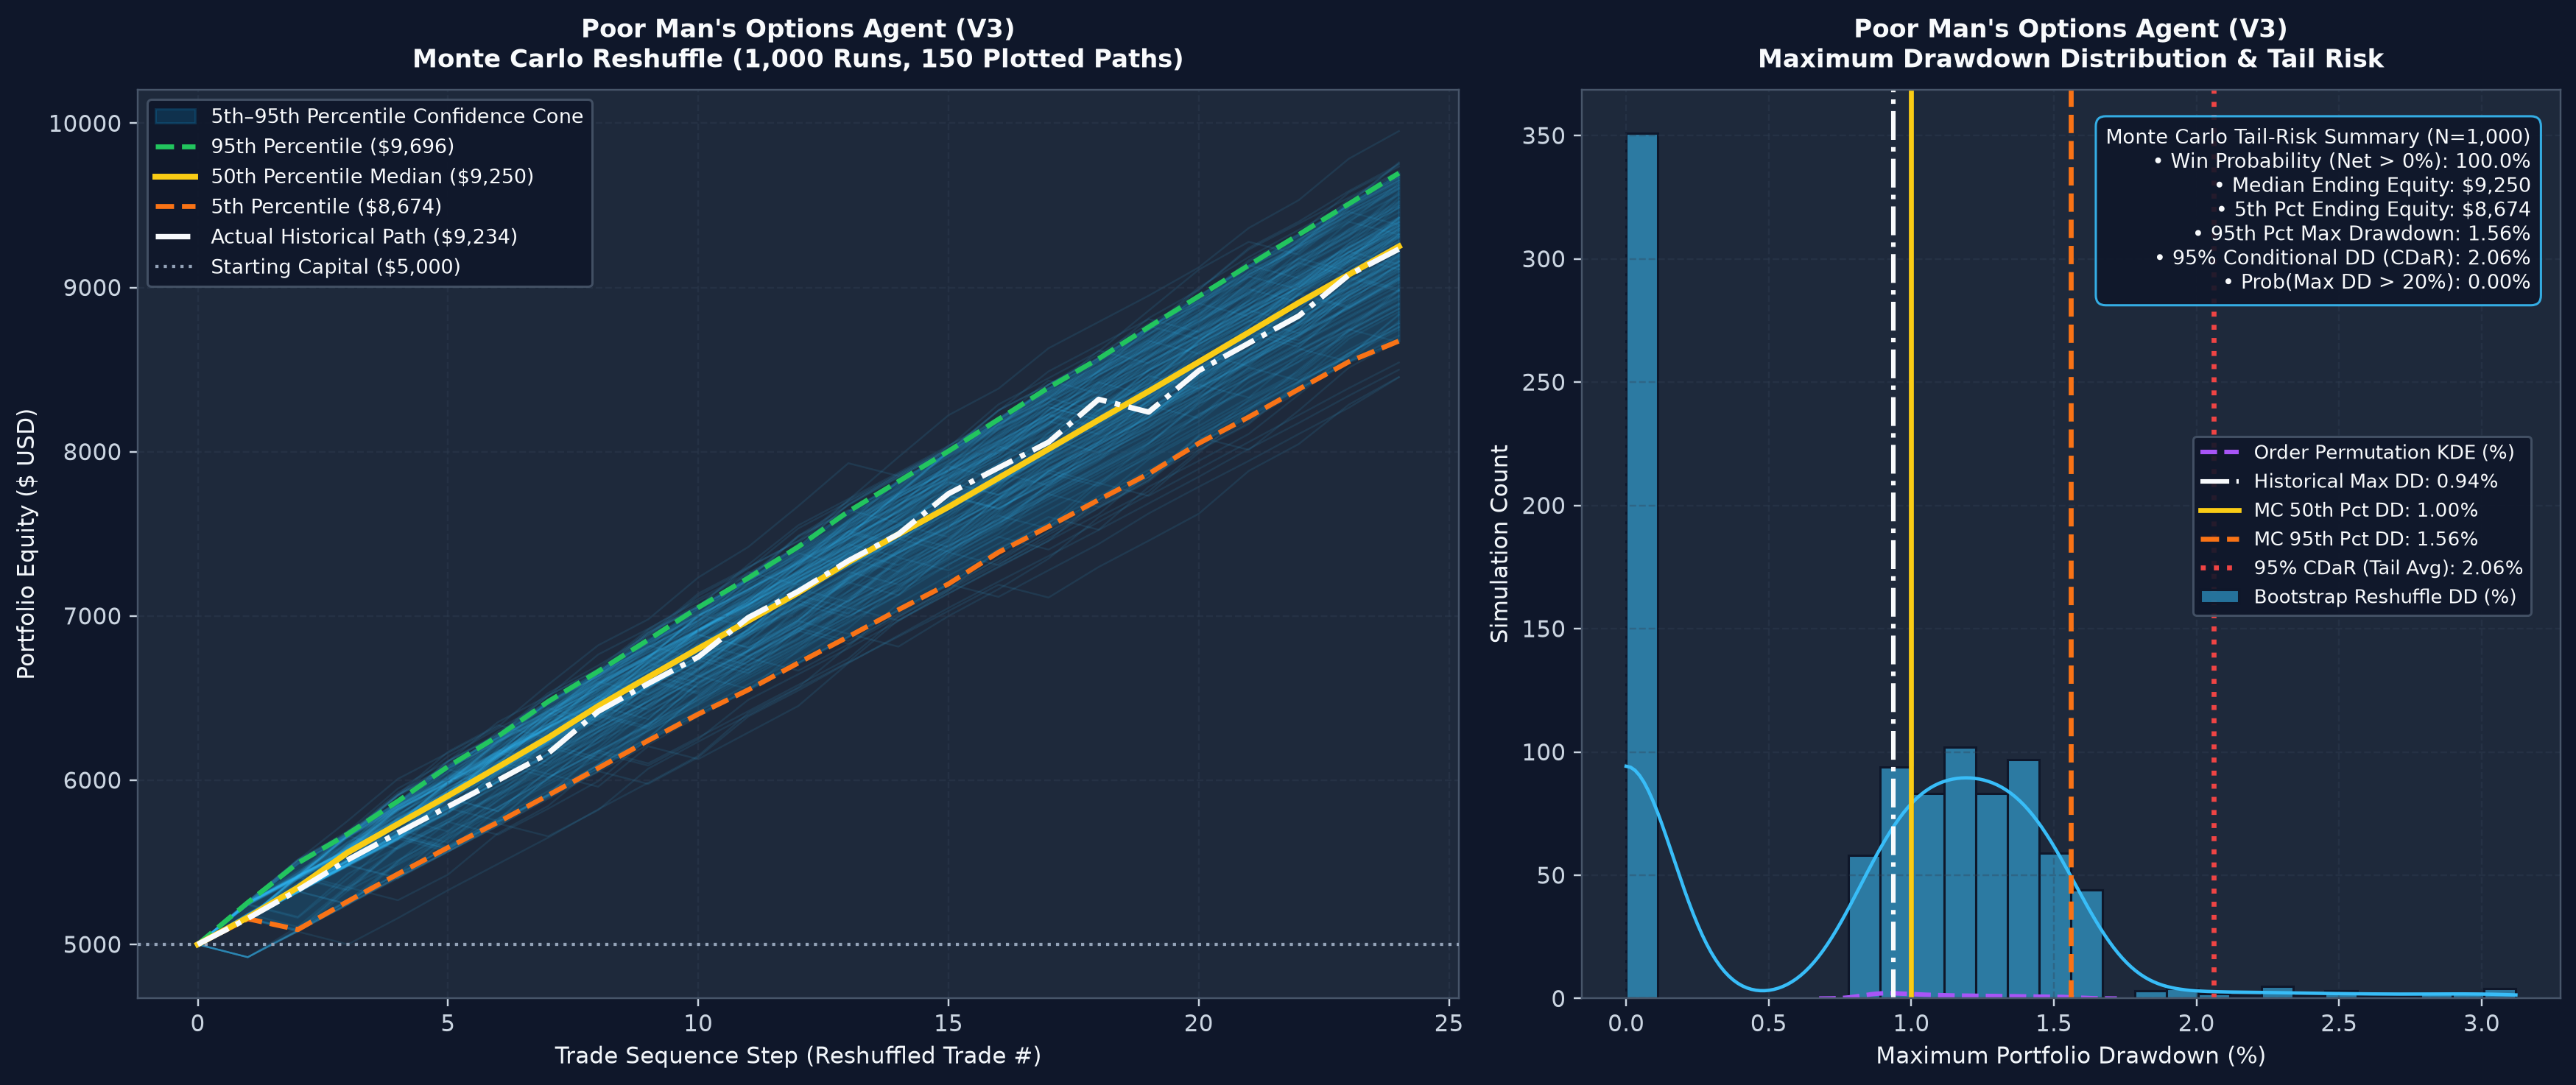 Poor Man's Options Agent (V3)
Monte Carlo Reshuffle (1,000 Runs, 150 Plotted Paths)
5th–95th Percentile Confidence Cone
95th Percentile ($9,696)
50th Percentile Median ($9,250)
5th Percentile ($8,674)
Actual Historical Path ($9,234)
Starting Capital ($5,000)
Portfolio Equity ($ USD)
10000
9000
8000
7000
6000
5000
0
5
10
15
20
25
Trade Sequence Step (Reshuffled Trade #)
Poor Man's Options Agent (V3)
Maximum Drawdown Distribution & Tail Risk
Monte Carlo Tail-Risk Summary (N=1,000)
• Win Probability (Net > 0%): 100.0%
• Median Ending Equity: $9,250
• 5th Pct Ending Equity: $8,674
• 95th Pct Max Drawdown: 1.56%
• 95% Conditional DD (CDaR): 2.06%
• Prob(Max DD > 20%): 0.00%
Order Permutation KDE (%)
Historical Max DD: 0.94%
MC 50th Pct DD: 1.00%
MC 95th Pct DD: 1.56%
95% CDaR (Tail Avg): 2.06%
Bootstrap Reshuffle DD (%)
Simulation Count
350
300
250
200
150
100
50
0
0.0
0.5
1.0
1.5
2.0
2.5
3.0
Maximum Portfolio Drawdown (%)